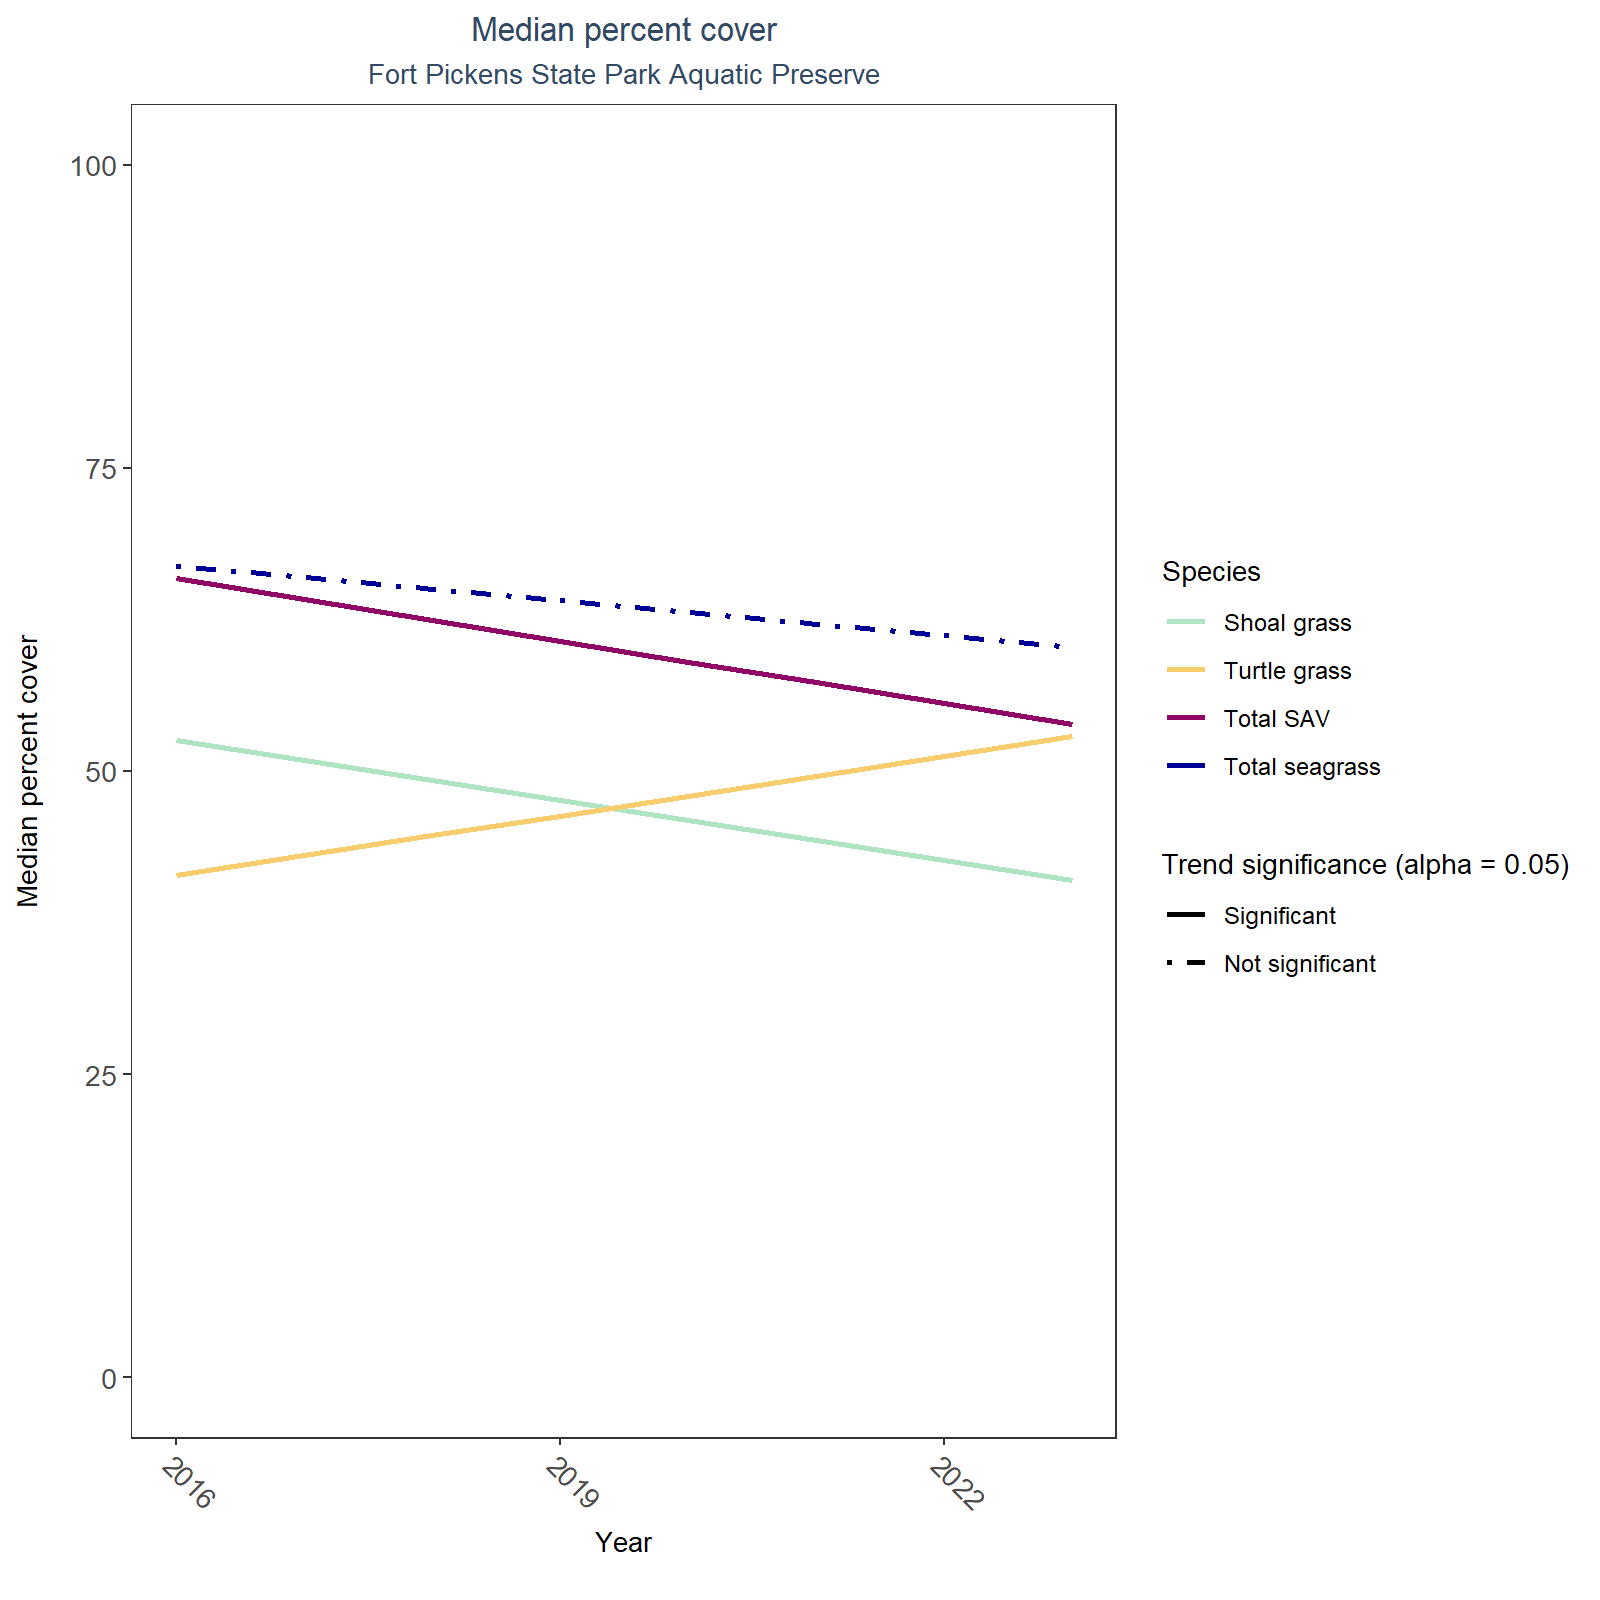 Median percent cover
Fort Pickens State Park Aquatic Preserve
100
75
50
25
0
Median percent cover
2016
2019
2022
Year
Species
Shoal grass
Turtle grass
Total SAV
Total seagrass
Trend significance (alpha = 0.05)
Significant
Not significant